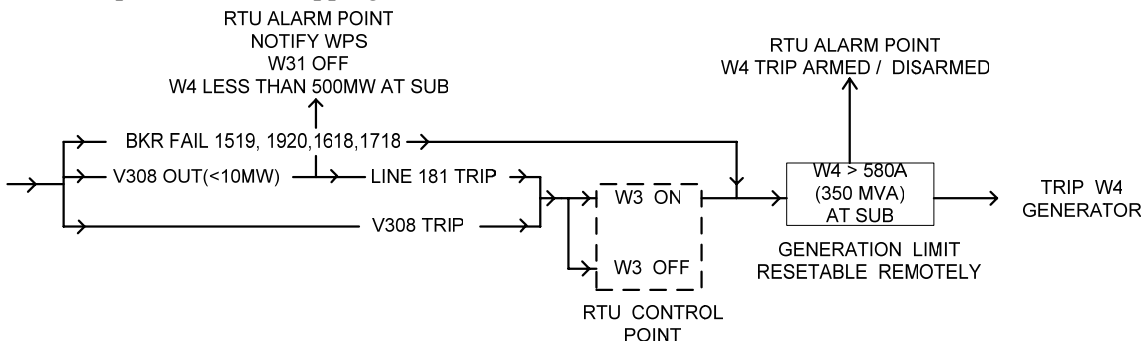 RTU ALARM POINT
NOTIFY WPS
W31 OFF
W4 LESS THAN 500MW AT SUB
RTU ALARM POINT
W4 TRIP ARMED / DISARMED
BKR FAIL 1519, 1920,1618,1718
V308 OUT(<10MW)
LINE 181 TRIP
V308 TRIP
W3 ON
W3 OFF
RTU CONTROL
POINT
W4 > 580A
(350 MVA)
AT SUB
GENERATION LIMIT
RESETABLE REMOTELY
TRIP W4
GENERATOR